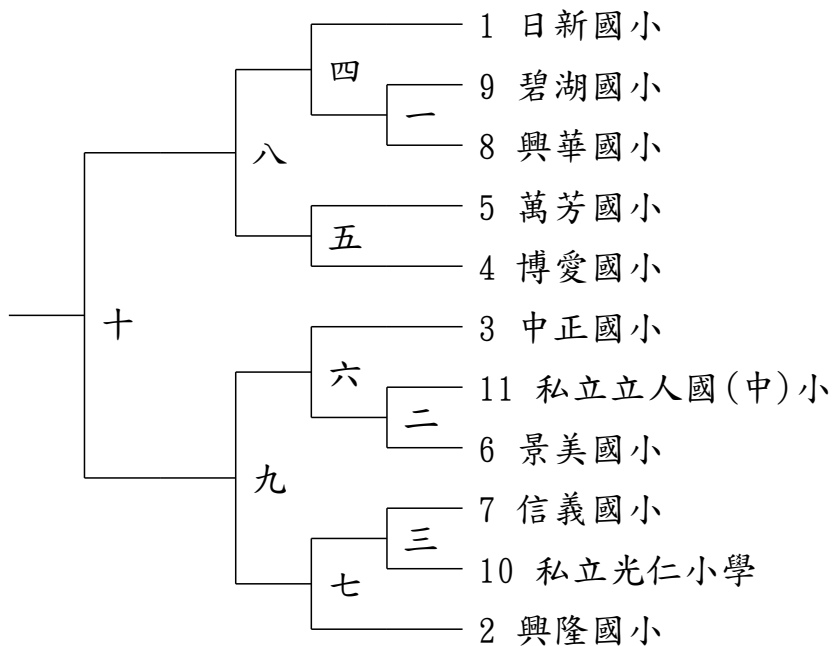 1 日新國小
四
9 碧湖國小
一
8 興華國小
八
5 萬芳國小
五
4 博愛國小
十
3 中正國小
六
11 私立立人國(中)小
二
6 景美國小
九
7 信義國小
三
10 私立光仁小學
七
2 興隆國小